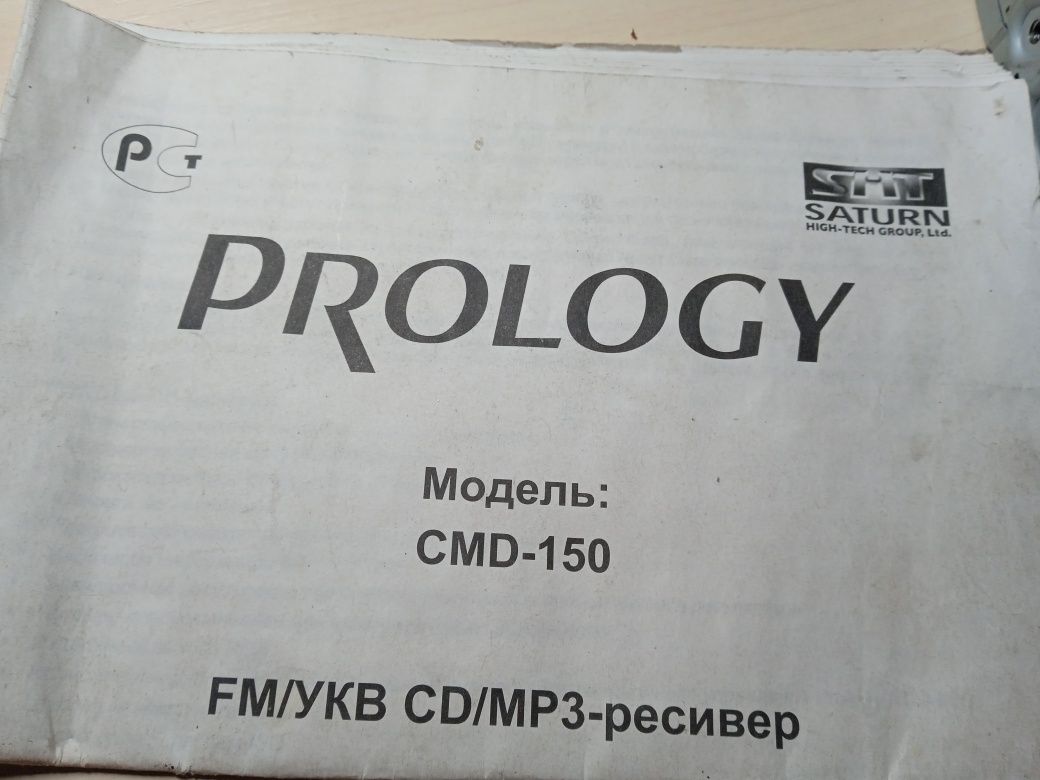 РСТ
SHT
SATURN
HIGH-TECH GROUP, Ltd.
PROLOGY
Модель:
CMD-150
FM/УКВ CD/MP3-ресивер